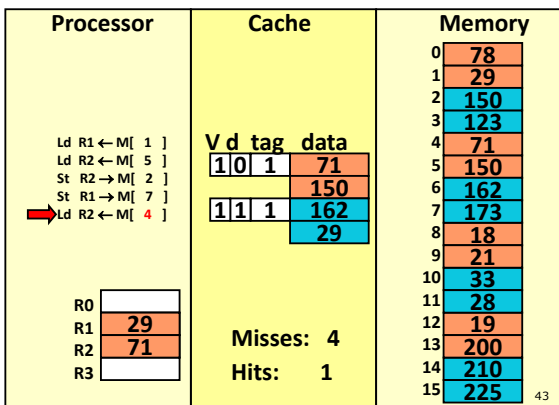 Processor
Ld R1 ← M[ 1 ]
Ld R2 ← M[ 5 ]
St R2 → M[ 2 ]
St R1 → M[ 7 ]
Ld R2 ← M[ 4 ]
R0
R1 29
R2 71
R3
Cache
V d tag data
1 0 1 71
150
1 1 1 162
29
Misses: 4
Hits: 1
Memory
0 78
1 29
2 150
3 123
4 71
5 150
6 162
7 173
8 18
9 21
10 33
11 28
12 19
13 200
14 210
15 225
43